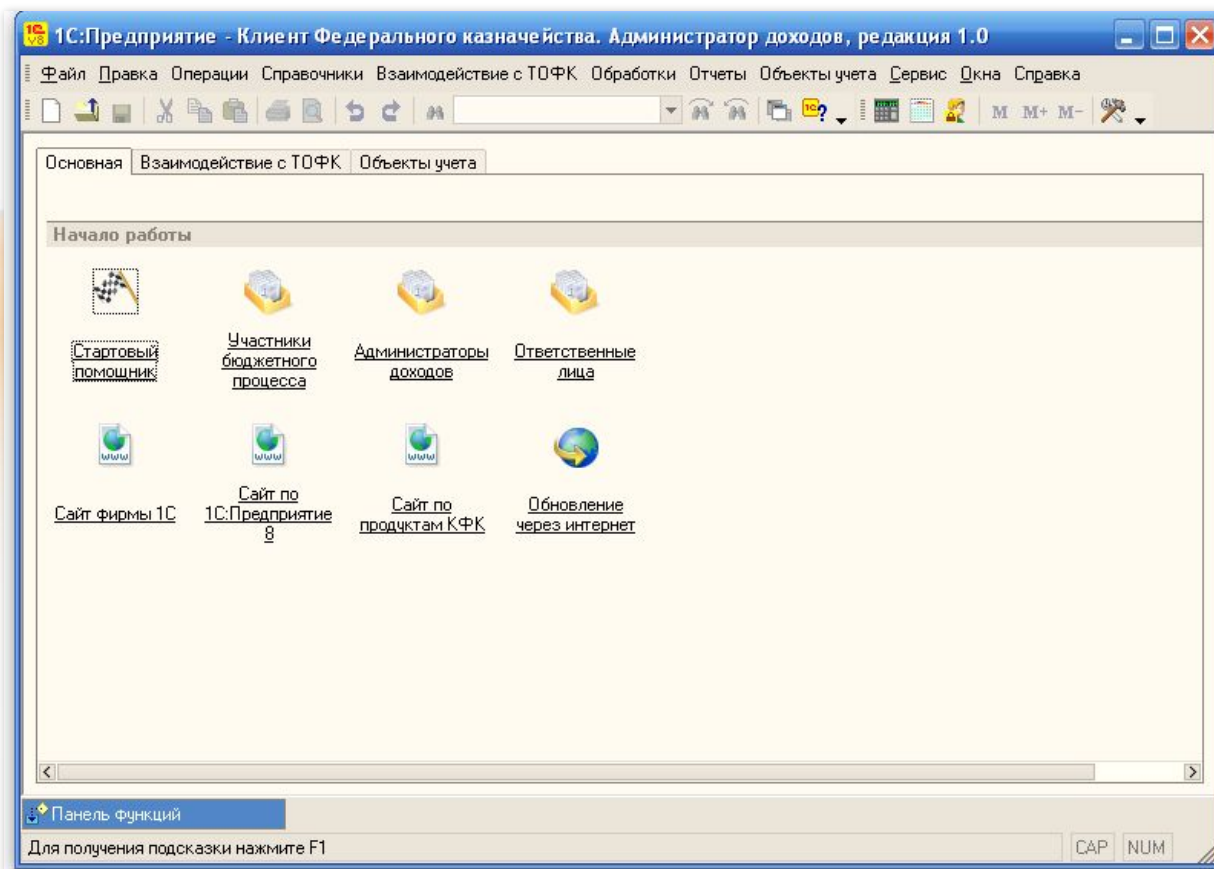 1С:Предприятие - Клиент Федерального казначейства. Администратор доходов, редакция 1.0
Файл Правка Операции Справочники Взаимодействие с ТОФК Обработки Отчеты Объекты учета Сервис Окна Справка
M M+ M-
Основная Взаимодействие с ТОФК Объекты учета
Начало работы
Стартовый
помощник
Участники
бюджетного
процесса
Администраторы
доходов
Ответственные
лица
Сайт фирмы 1С
Сайт по
1С:Предприятие
8
Сайт по
продуктам КФК
Обновление
через интернет
Панель функций
Для получения подсказки нажмите F1
CAP NUM